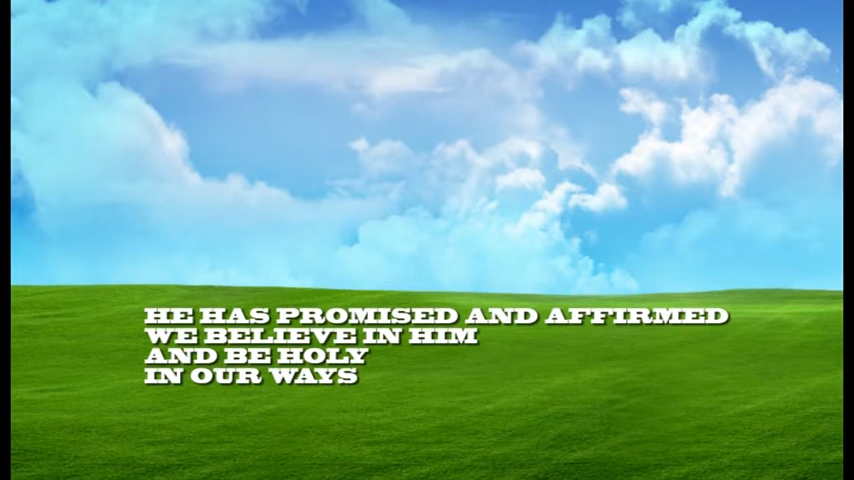 HE HAS PROMISED AND AFFIRMED
WE BELIEVE IN HIM
AND BE HOLY
IN OUR WAYS